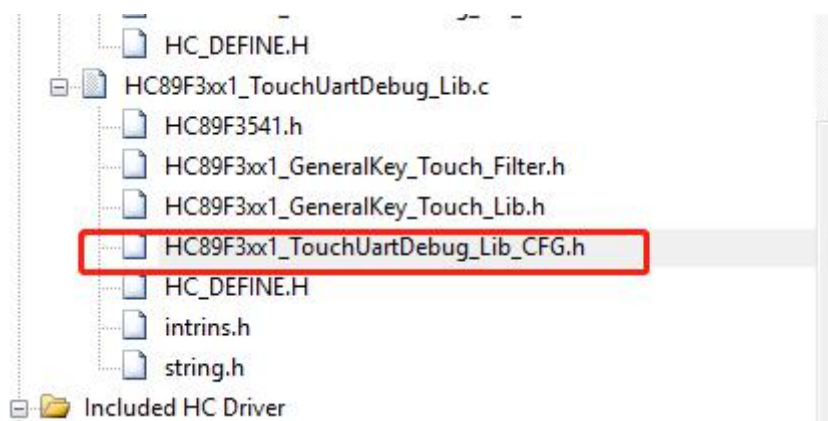 HC_DEFINE.H
HC89F3xx1_TouchUartDebug_Lib.c
HC89F3541.h
HC89F3xx1_GeneralKey_Touch_Filter.h
HC89F3xx1_GeneralKey_Touch_Lib.h
HC89F3xx1_TouchUartDebug_Lib_CFG.h
HC_DEFINE.H
intrins.h
string.h
Included HC Driver